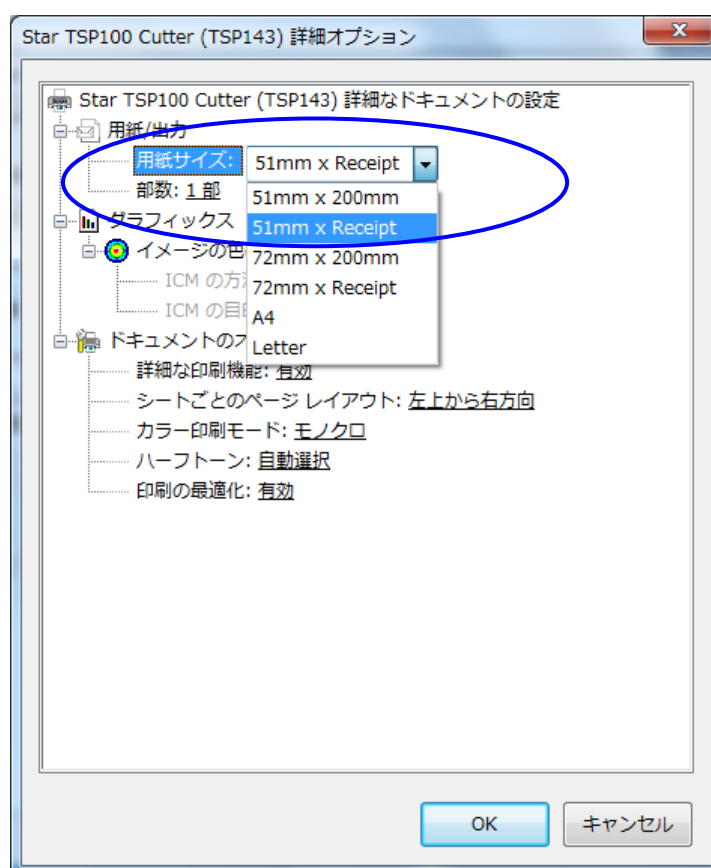 Star TSP100 Cutter (TSP143) 詳細オプション
Star TSP100 Cutter (TSP143) 詳細なドキュメントの設定
用紙/出力
用紙サイズ: 51mm x Receipt
部数: 1 部
51mm x 200mm
51mm x Receipt
72mm x 200mm
72mm x Receipt
A4
Letter
グラフィックス
イメージの色
ICM の方
ICM の目
ドキュメントのオ
詳細な印刷機能: 有効
シートごとのページ レイアウト: 左上から右方向
カラー印刷モード: モノクロ
ハーフトーン: 自動選択
印刷の最適化: 有効
OK
キャンセル